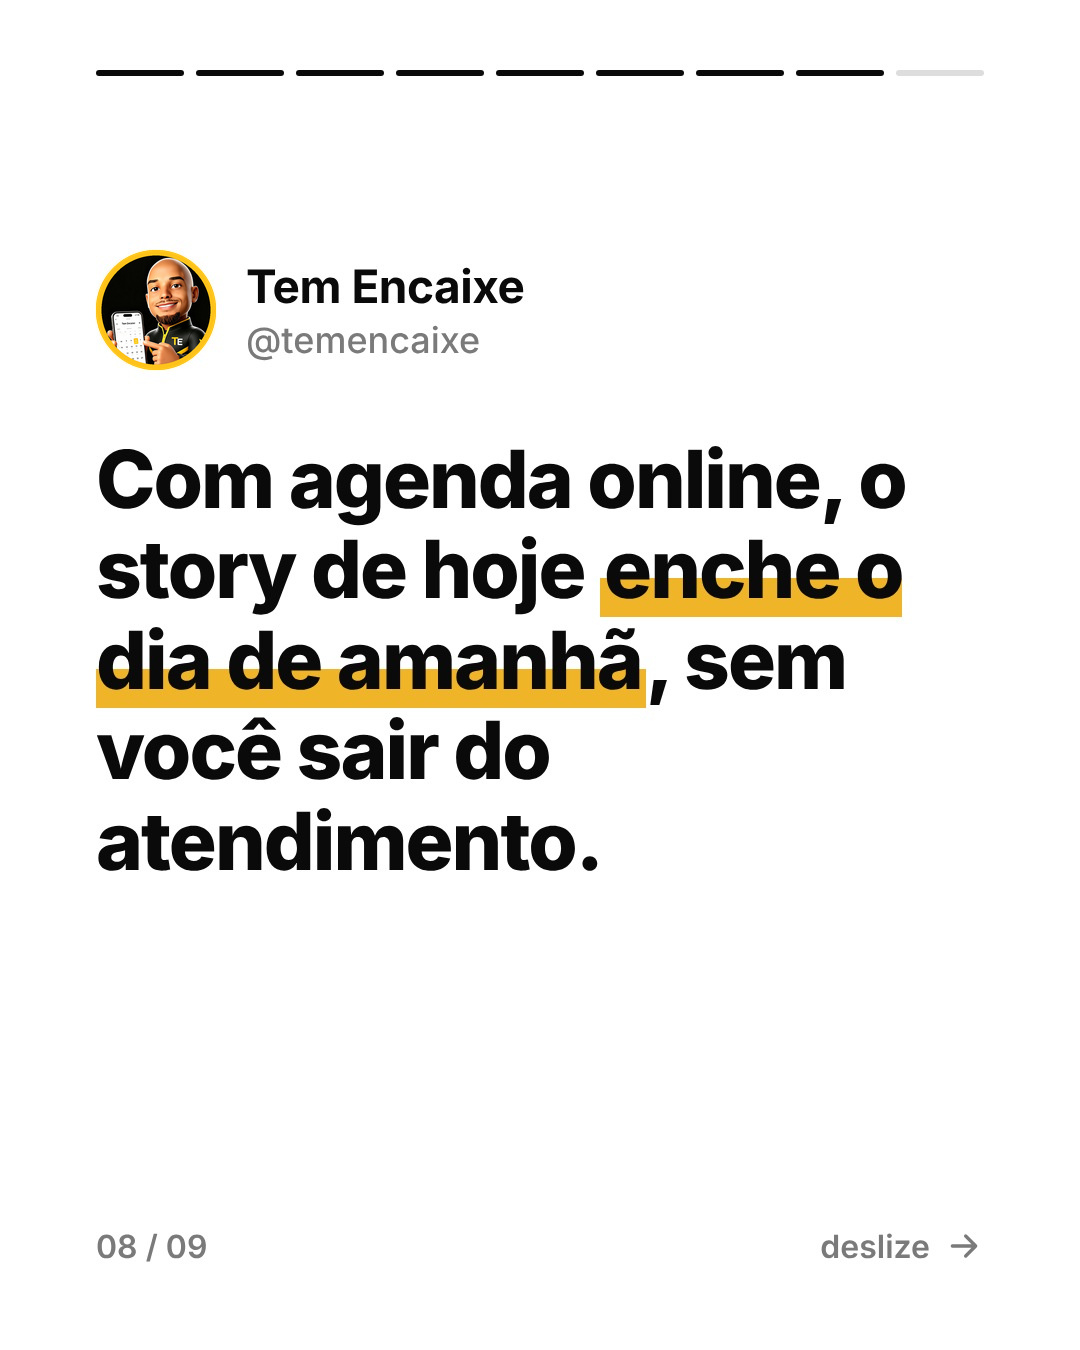 Tem Encaixe
@temencaixe
Com agenda online, o
story de hoje enche o
dia de amanhã, sem
você sair do
atendimento.
08 / 09
deslize →